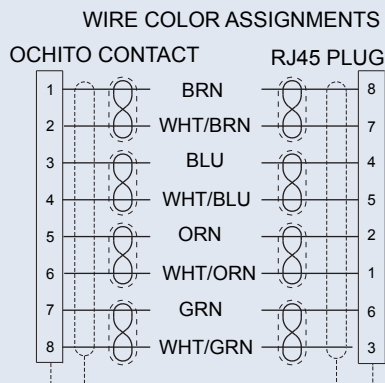 WIRE COLOR ASSIGNMENTS
OCHITO CONTACT RJ45 PLUG
1 BRN 8
2 WHT/BRN 7
3 BLU 4
4 WHT/BLU 5
5 ORN 2
6 WHT/ORN 1
7 GRN 6
8 WHT/GRN 3